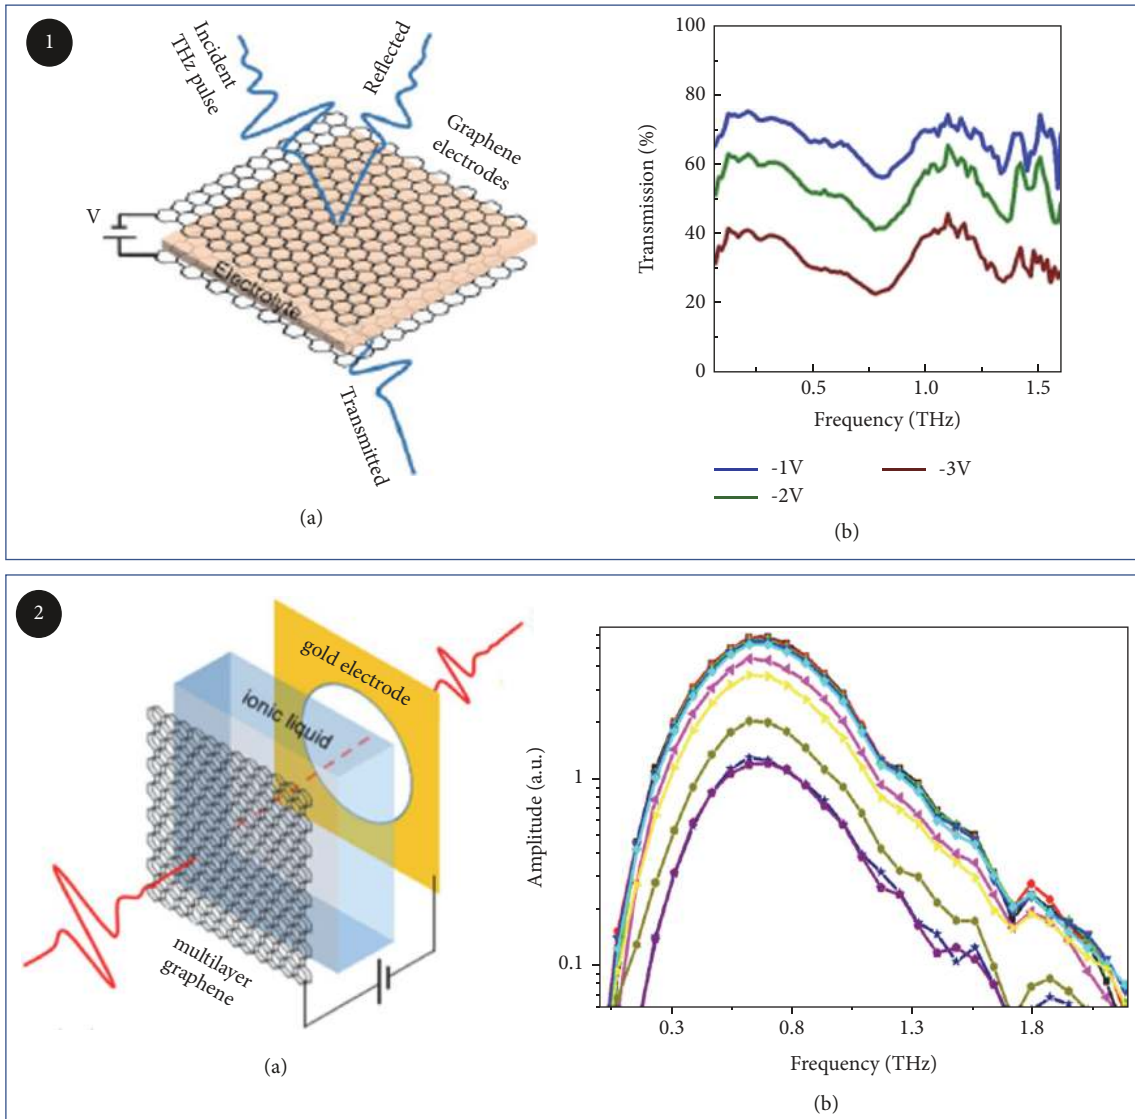 1
Incident
THz pulse
Reflected
Graphene
electrodes
V
Electrolyte
Transmitted
(a)
100
80
60
40
20
0
Transmission (%)
0.5
1.0
1.5
Frequency (THz)
-1V
-3V
-2V
(b)
2
gold electrode
ionic liquid
multilayer
graphene
(a)
1
0.1
Amplitude (a.u.)
0.3
0.8
1.3
1.8
Frequency (THz)
(b)